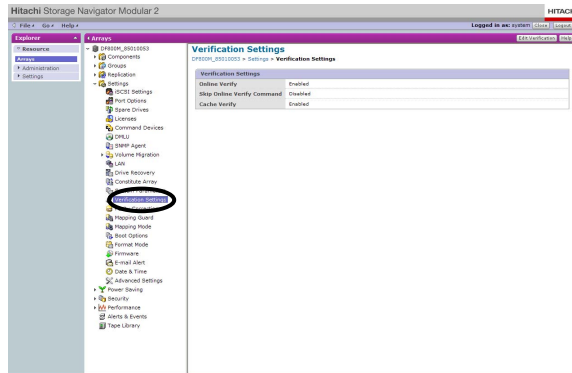 Hitachi Storage Navigator Modular 2
HITACHI
File Go Help
Logged in as: system Close Logout
Explorer
Resource
Arrays
Administration
Settings
Arrays
DF800M_85010053
Components
Groups
Replication
Settings
iSCSI Settings
Port Options
Spare Drives
Licenses
Command Devices
DMLU
SNMP Agent
Volume Migration
LAN
Drive Recovery
Constitute Array
Verification Settings
Mapping Guard
Mapping Mode
Boot Options
Format Mode
Firmware
E-mail Alert
Date & Time
Advanced Settings
Power Saving
Security
Performance
Alerts & Events
Tape Library
Edit Verification Help
Verification Settings
DF800M_85010053 > Settings > Verification Settings
Verification Settings
Online Verify Enabled
Skip Online Verify Command Disabled
Cache Verify Enabled